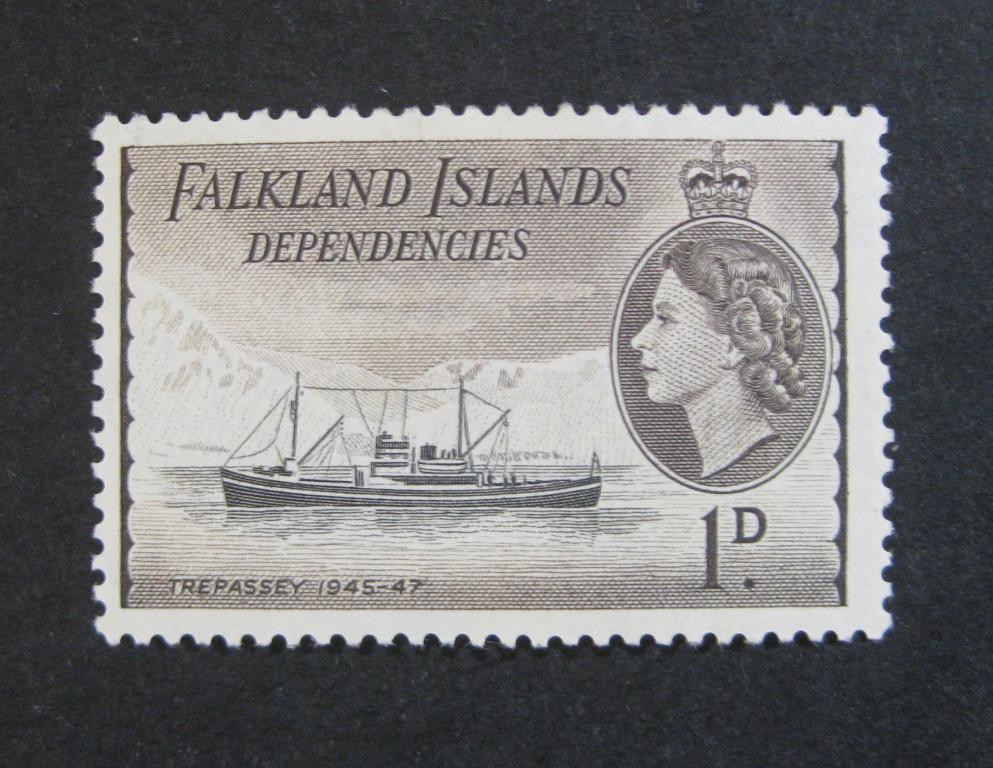 FALKLAND ISLANDS
DEPENDENCIES
1D.
TREPASSEY 1945-47